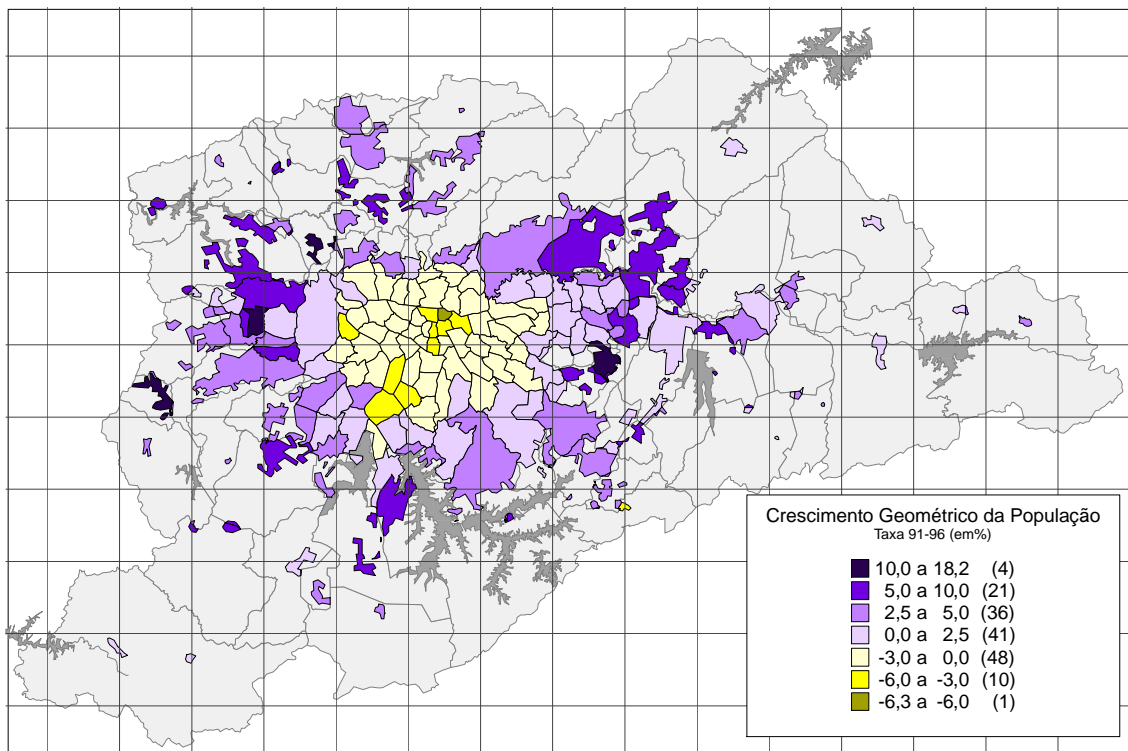 Crescimento Geométrico da População
Taxa 91-96 (em%)
10,0 a 18,2 (4)
5,0 a 10,0 (21)
2,5 a 5,0 (36)
0,0 a 2,5 (41)
-3,0 a 0,0 (48)
-6,0 a -3,0 (10)
-6,3 a -6,0 (1)